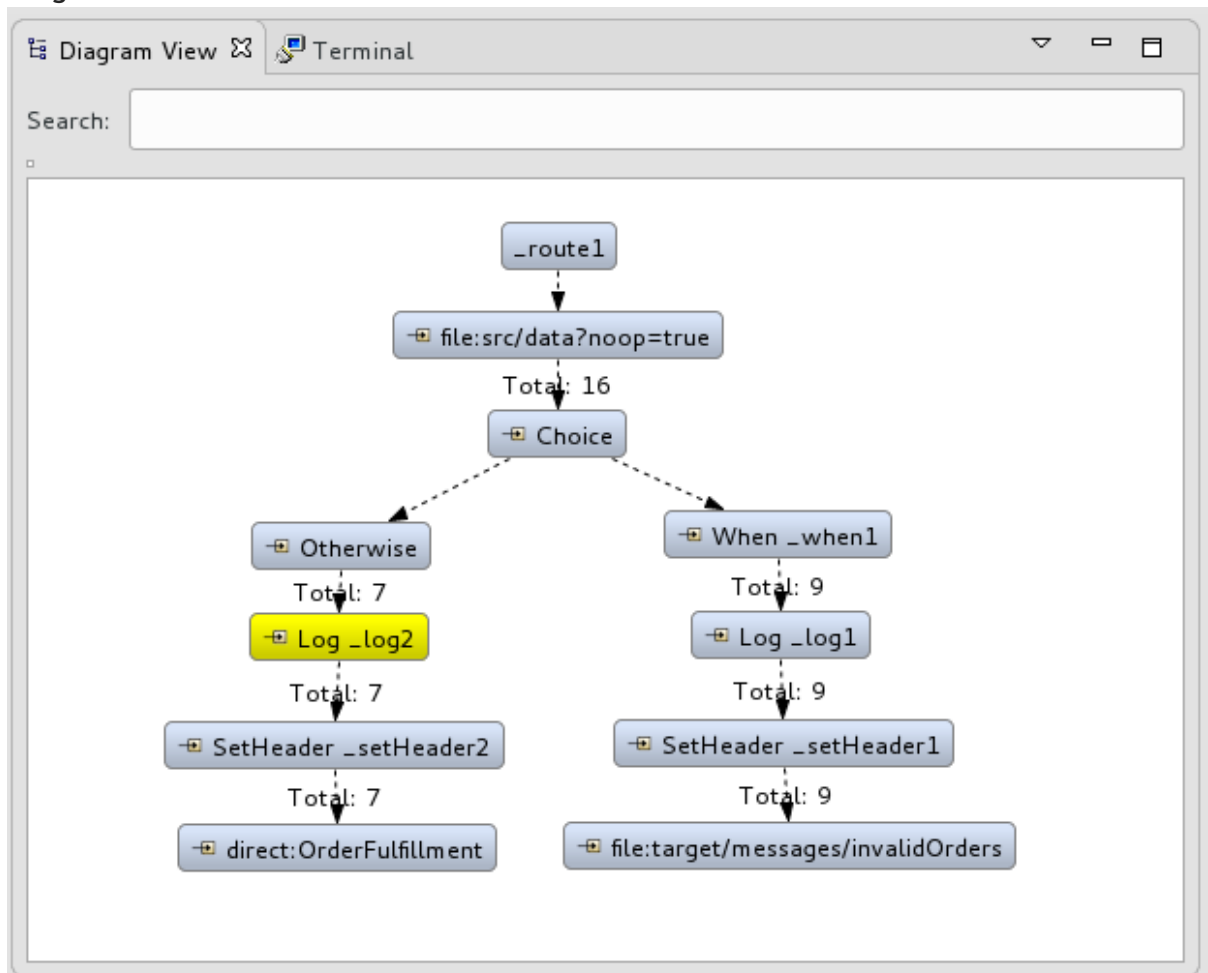 Diagram View Terminal
Search:
_route1
file:src/data?noop=true
Total: 16
Choice
Otherwise
When _when1
Total: 7
Total: 9
Log _log2
Log _log1
Total: 7
Total: 9
SetHeader _setHeader2
SetHeader _setHeader1
Total: 7
Total: 9
direct:OrderFulfillment
file:target/messages/invalidOrders